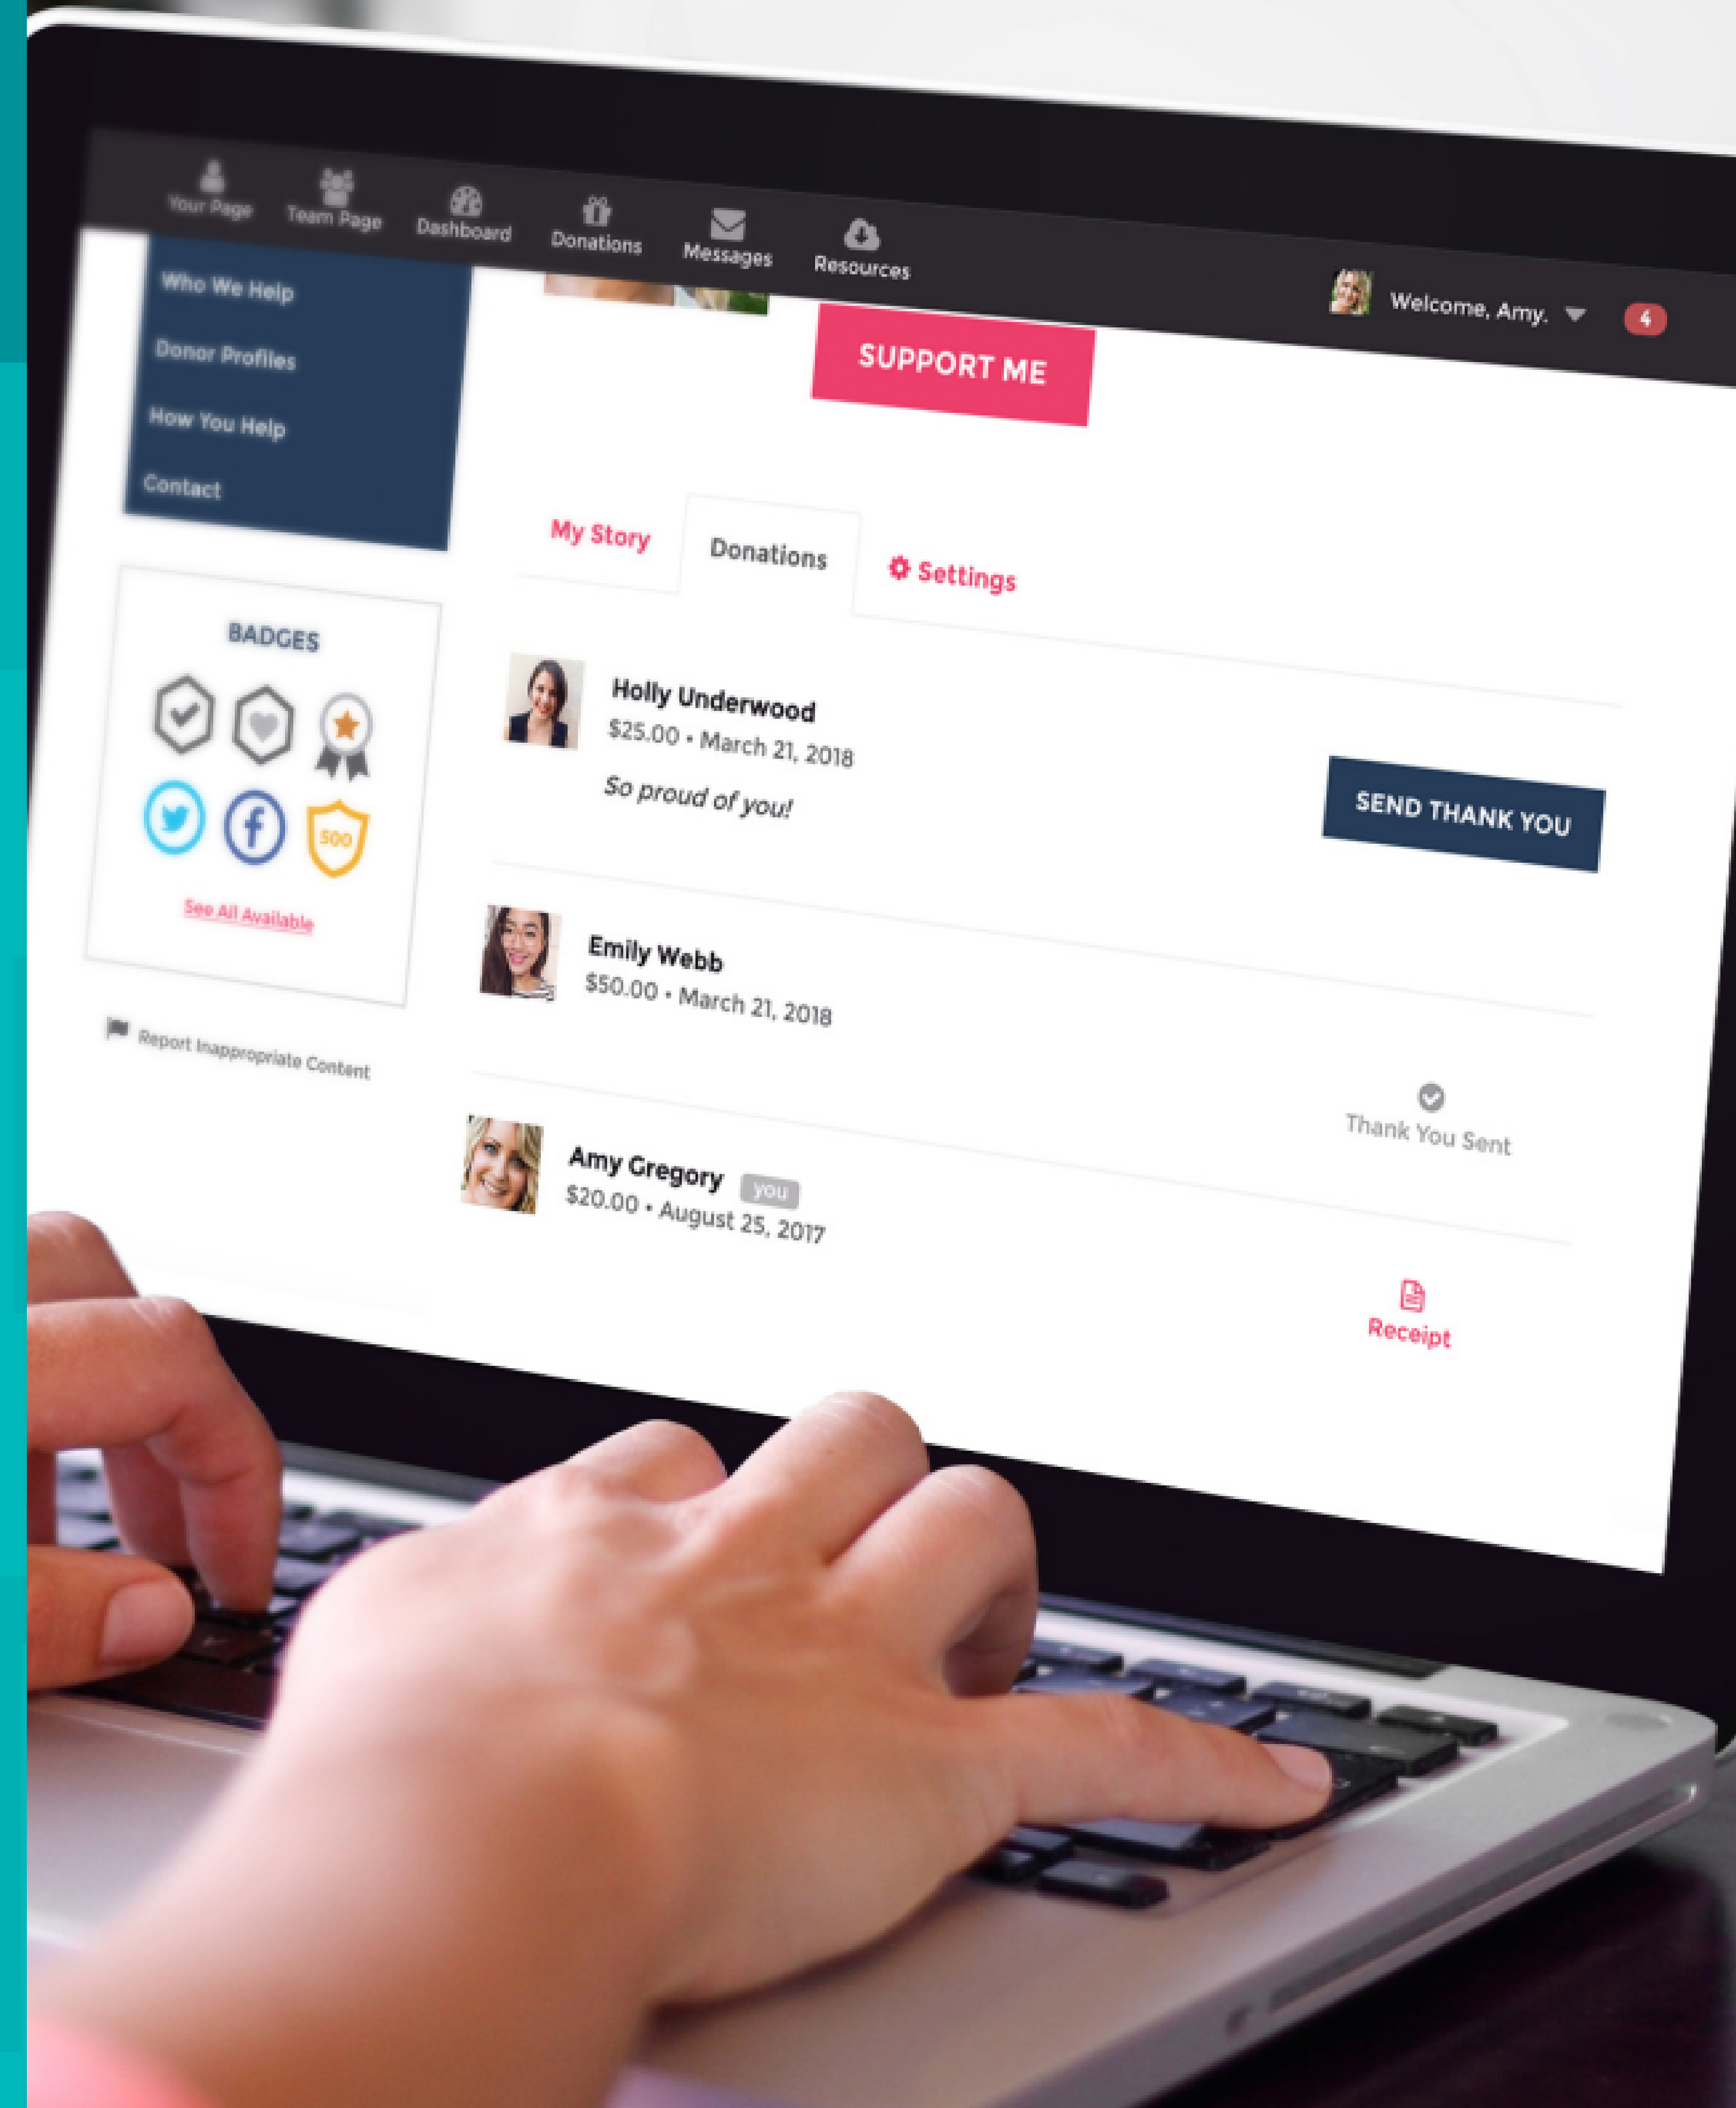 Your Page
Team Page
Dashboard
Donations
Messages
Resources
Welcome, Amy.
4
Who We Help
Donor Profiles
How You Help
Contact
SUPPORT ME
My Story
Donations
Settings
BADGES
500
See All Available
Report Inappropriate Content
Holly Underwood
$25.00 • March 21, 2018
So proud of you!
SEND THANK YOU
Emily Webb
$50.00 • March 21, 2018
Thank You Sent
Amy Gregory you
$20.00 • August 25, 2017
Receipt